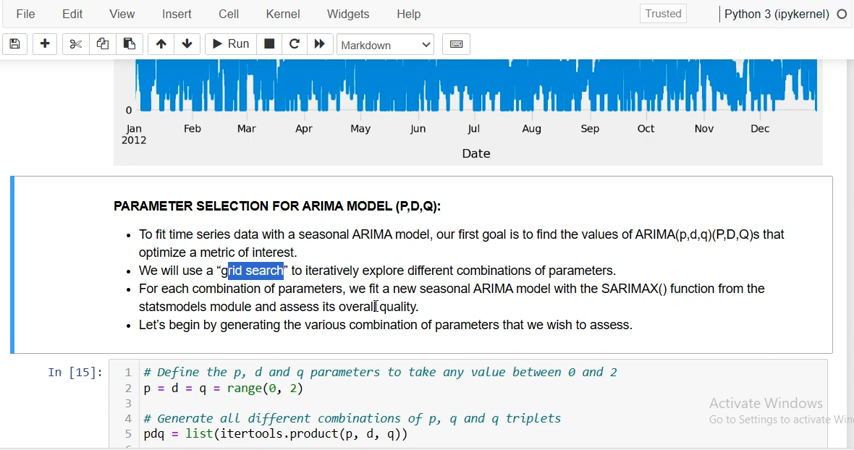 File Edit View Insert Cell Kernel Widgets Help Trusted Python 3 (ipykernel)
Run Markdown
0
Jan Feb Mar Apr May Jun Jul Aug Sep Oct Nov Dec
2012
Date
PARAMETER SELECTION FOR ARIMA MODEL (P,D,Q):
• To fit time series data with a seasonal ARIMA model, our first goal is to find the values of ARIMA(p,d,q)(P,D,Q)s that
optimize a metric of interest.
• We will use a “grid search” to iteratively explore different combinations of parameters.
• For each combination of parameters, we fit a new seasonal ARIMA model with the SARIMAX() function from the
statsmodels module and assess its overall quality.
• Let’s begin by generating the various combination of parameters that we wish to assess.
In [15]: 1 # Define the p, d and q parameters to take any value between 0 and 2
2 p = d = q = range(0, 2)
3
4 # Generate all different combinations of p, q and q triplets
5 pdq = list(itertools.product(p, d, q))
Activate Windows
Go to Settings to activate Win